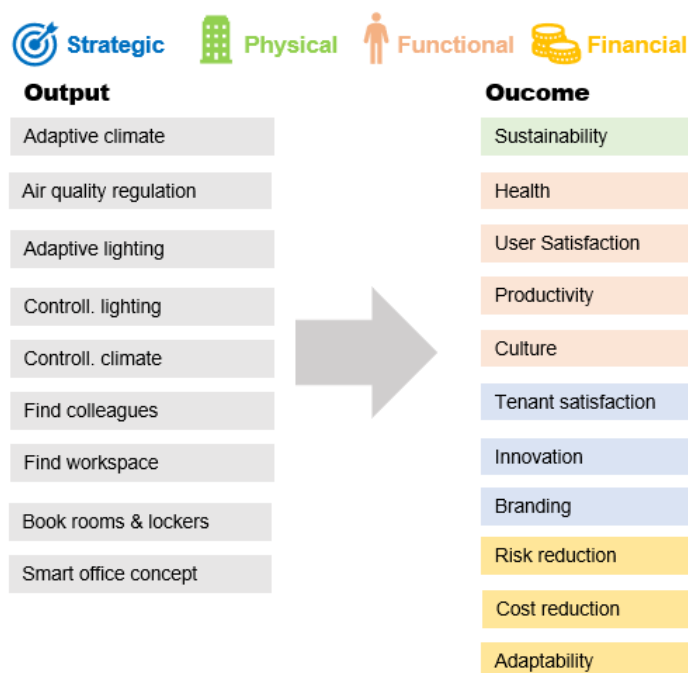 Strategic
Physical
Functional
Financial
Output
Adaptive climate
Air quality regulation
Adaptive lighting
Controll. lighting
Controll. climate
Find colleagues
Find workspace
Book rooms & lockers
Smart office concept
Oucome
Sustainability
Health
User Satisfaction
Productivity
Culture
Tenant satisfaction
Innovation
Branding
Risk reduction
Cost reduction
Adaptability